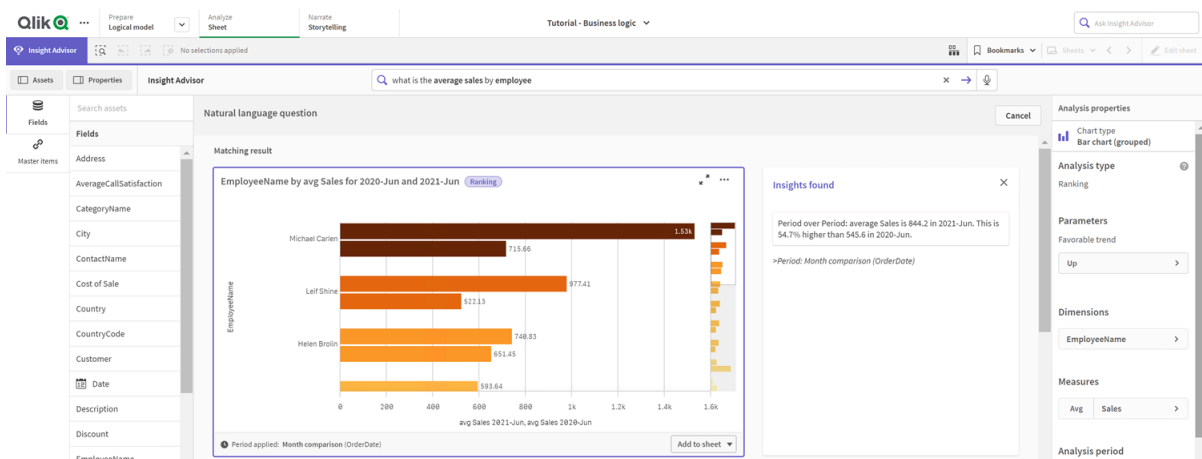 Qlik
Prepare
Logical model
Analyze
Sheet
Narrate
Storytelling
Tutorial - Business logic
Ask Insight Advisor
Insight Advisor
No selections applied
Bookmarks
Sheets
Edit sheet
Assets
Properties
Insight Advisor
what is the average sales by employee
Fields
Master items
Search assets
Fields
Address
AverageCallSatisfaction
CategoryName
City
ContactName
Cost of Sale
Country
CountryCode
Customer
Date
Description
Discount
EmployeeName
Natural language question
Cancel
Matching result
EmployeeName by avg Sales for 2020-Jun and 2021-Jun
Ranking
EmployeeName
Michael Carlen
1.53k
715.66
Leif Shine
977.41
522.13
Helen Brolin
740.83
651.45
593.64
0 200 400 600 800 1k 1.2k 1.4k 1.6k
avg Sales 2021-Jun, avg Sales 2020-Jun
Period applied: Month comparison (OrderDate)
Add to sheet
Insights found
Period over Period: average Sales is 844.2 in 2021-Jun. This is
54.7% higher than 545.6 in 2020-Jun.
>Period: Month comparison (OrderDate)
Analysis properties
Chart type
Bar chart (grouped)
Analysis type
Ranking
Parameters
Favorable trend
Up
Dimensions
EmployeeName
Measures
Avg Sales
Analysis period